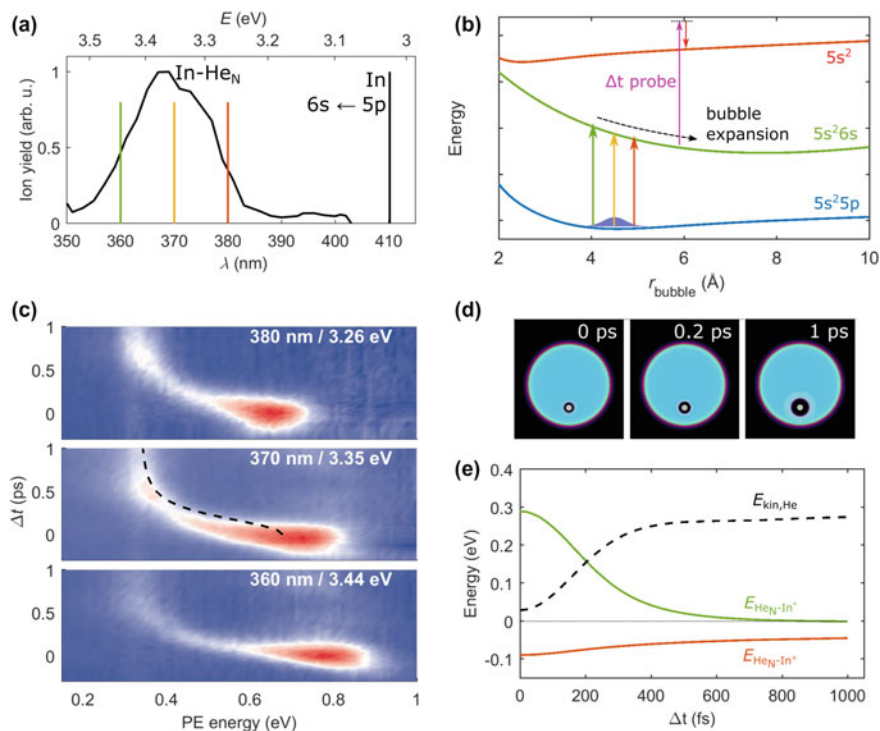 (a)
E (eV)
3.5 3.4 3.3 3.2 3.1 3
Ion yield (arb. u.)
1
0.5
0
In-HeN
In
6s ← 5p
350 360 370 380 390 400 410
λ (nm)
(b)
Energy
5s²
Δt probe
bubble
expansion
5s²6s
5s²5p
2 4 6 8 10
rbubble (Å)
(c)
Δt (ps)
1
0.5
0
380 nm / 3.26 eV
1
0.5
0
370 nm / 3.35 eV
1
0.5
0
360 nm / 3.44 eV
0.2 0.4 0.6 0.8 1
PE energy (eV)
(d)
0 ps
0.2 ps
1 ps
(e)
Energy (eV)
0.4
0.3
0.2
0.1
0
-0.1
Ekin,He
EHeN-In*
EHeN-In⁺
0 200 400 600 800 1000
Δt (fs)